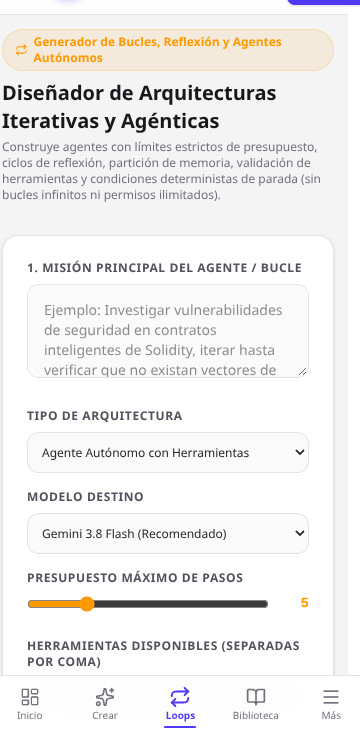 Generador de Bucles, Reflexión y Agentes
Autónomos
Diseñador de Arquitecturas
Iterativas y Agénticas
Construye agentes con límites estrictos de presupuesto,
ciclos de reflexión, partición de memoria, validación de
herramientas y condiciones deterministas de parada (sin
bucles infinitos ni permisos ilimitados).
1. MISIÓN PRINCIPAL DEL AGENTE / BUCLE
Ejemplo: Investigar vulnerabilidades
de seguridad en contratos
inteligentes de Solidity, iterar hasta
verificar que no existan vectores de
TIPO DE ARQUITECTURA
Agente Autónomo con Herramientas
MODELO DESTINO
Gemini 3.8 Flash (Recomendado)
PRESUPUESTO MÁXIMO DE PASOS
5
HERRAMIENTAS DISPONIBLES (SEPARADAS
POR COMA)
Inicio
Crear
Loops
Biblioteca
Más